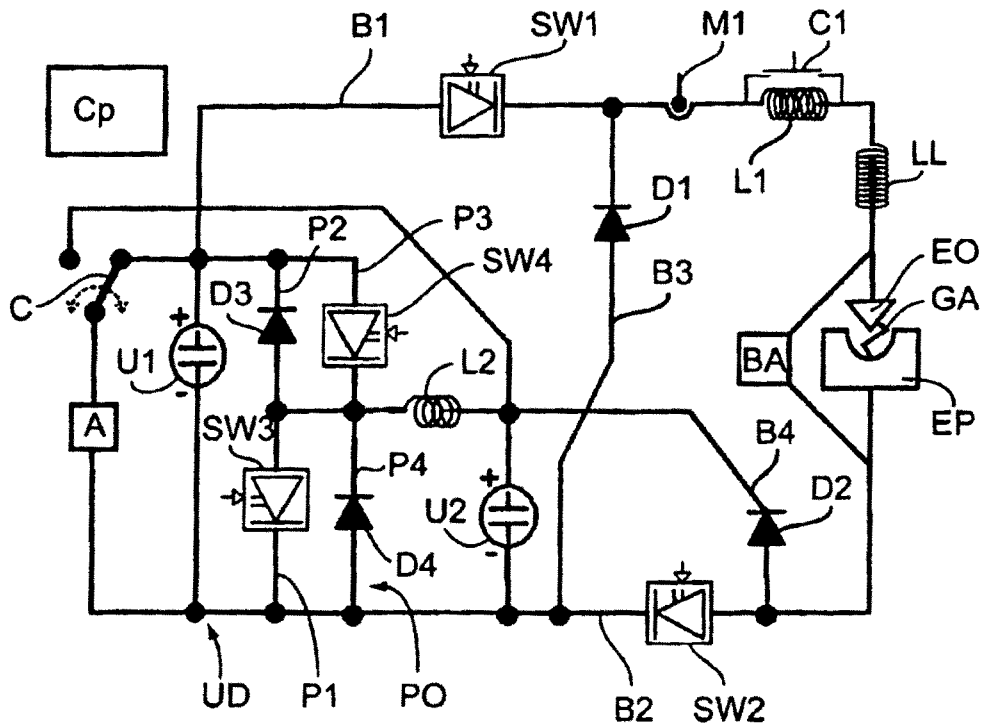 B1
SW1
M1
C1
Cp
L1
LL
D1
P2
P3
SW4
EO
GA
C
D3
B3
+
U1
-
L2
BA
EP
A
SW3
P4
B4
+
U2
-
D2
D4
UD
P1
PO
B2
SW2